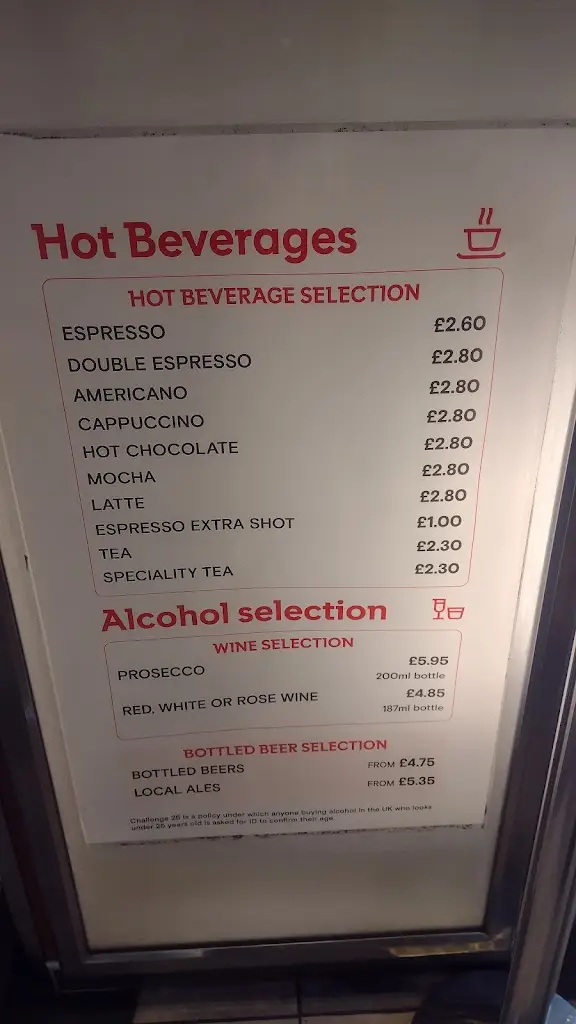 Hot Beverages
HOT BEVERAGE SELECTION
ESPRESSO £2.60
DOUBLE ESPRESSO £2.80
AMERICANO £2.80
CAPPUCCINO £2.80
HOT CHOCOLATE £2.80
MOCHA £2.80
LATTE £2.80
ESPRESSO EXTRA SHOT £1.00
TEA £2.30
SPECIALITY TEA £2.30
Alcohol selection
WINE SELECTION
PROSECCO £5.95
200ml bottle
RED, WHITE OR ROSE WINE £4.85
187ml bottle
BOTTLED BEER SELECTION
BOTTLED BEERS FROM £4.75
LOCAL ALES FROM £5.35
Challenge 25 is a policy under which anyone buying alcohol in the UK who looks
under 25 years old is asked for ID to confirm their age